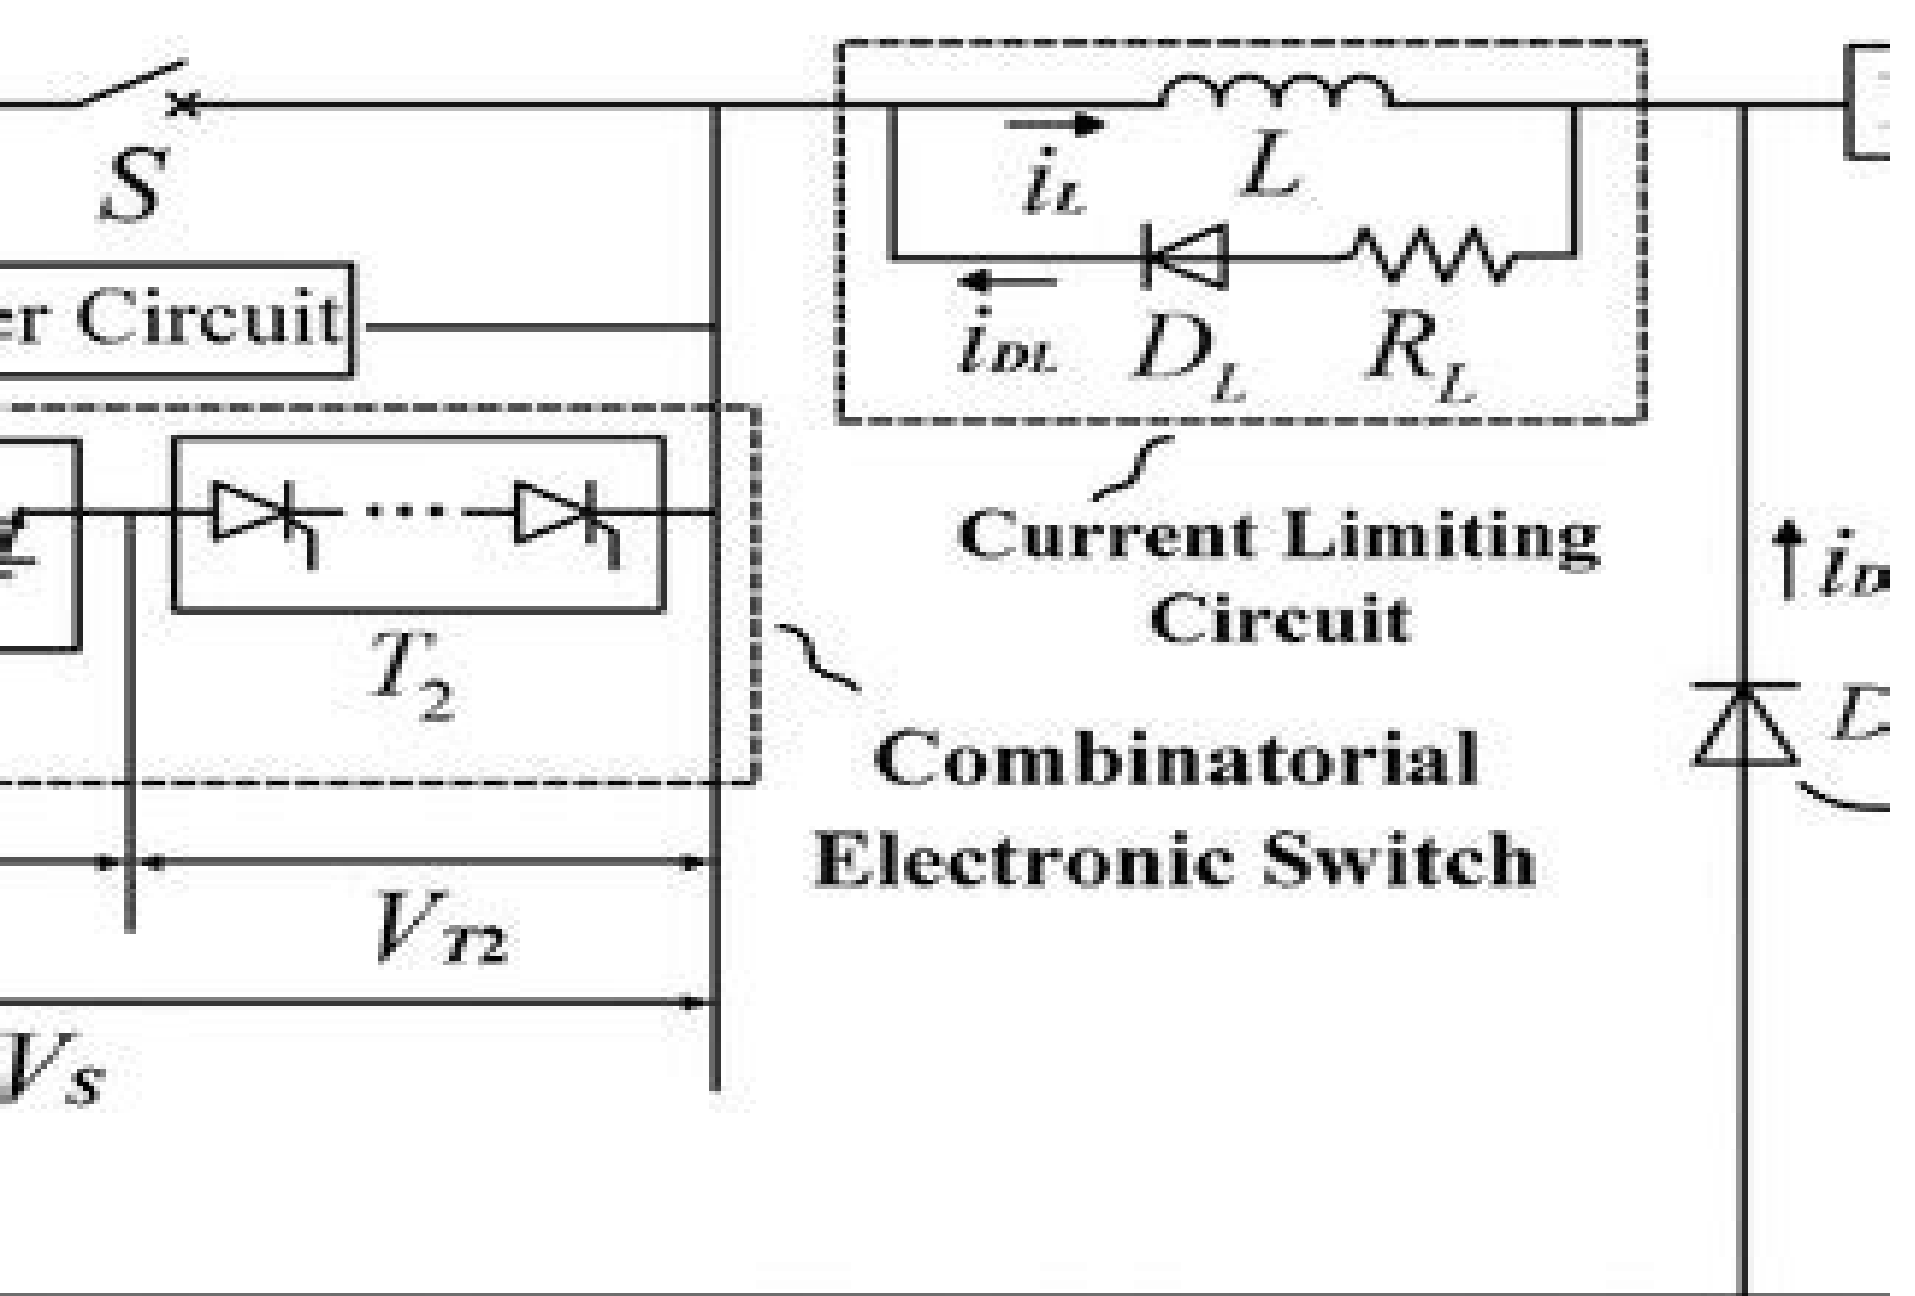 S
L
i_L
er Circuit
i_DL
D_L
R_L
Current Limiting
Circuit
T_2
Combinatorial
Electronic Switch
V_T2
V_S